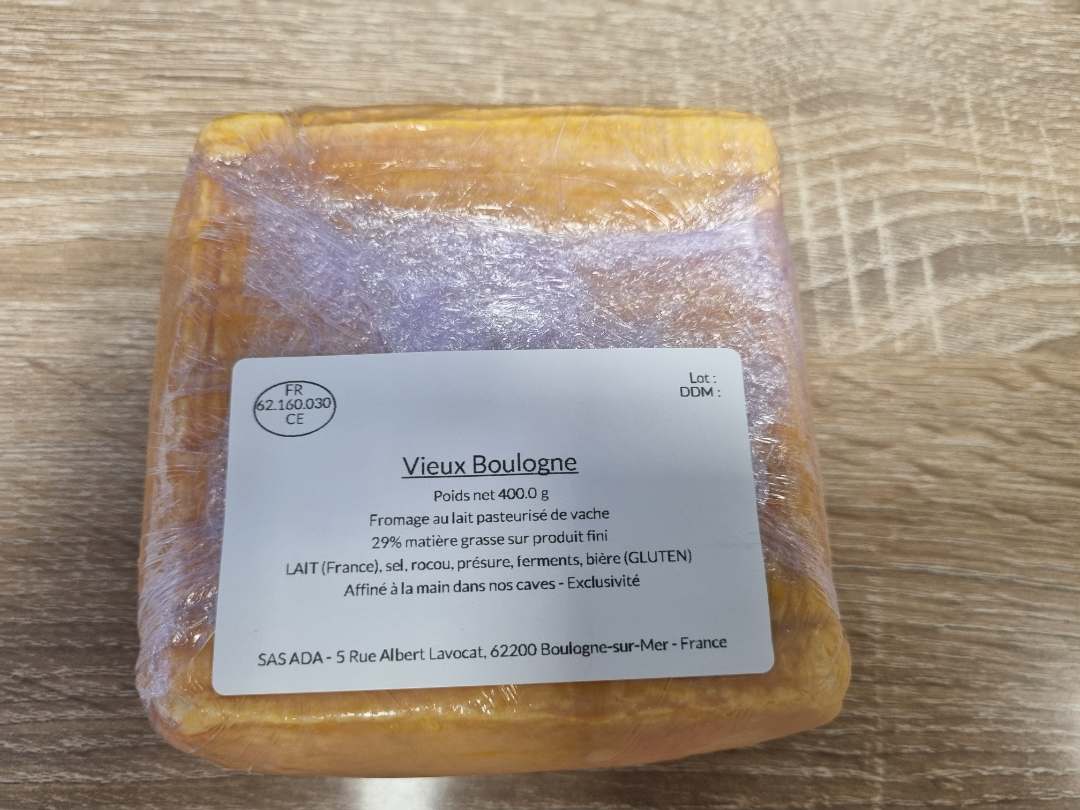 FR
62.160.030
CE
Lot :
DDM :
Vieux Boulogne
Poids net 400.0 g
Fromage au lait pasteurisé de vache
29% matière grasse sur produit fini
LAIT (France), sel, rocou, présure, ferments, bière (GLUTEN)
Affiné à la main dans nos caves - Exclusivité
SAS ADA - 5 Rue Albert Lavocat, 62200 Boulogne-sur-Mer - France